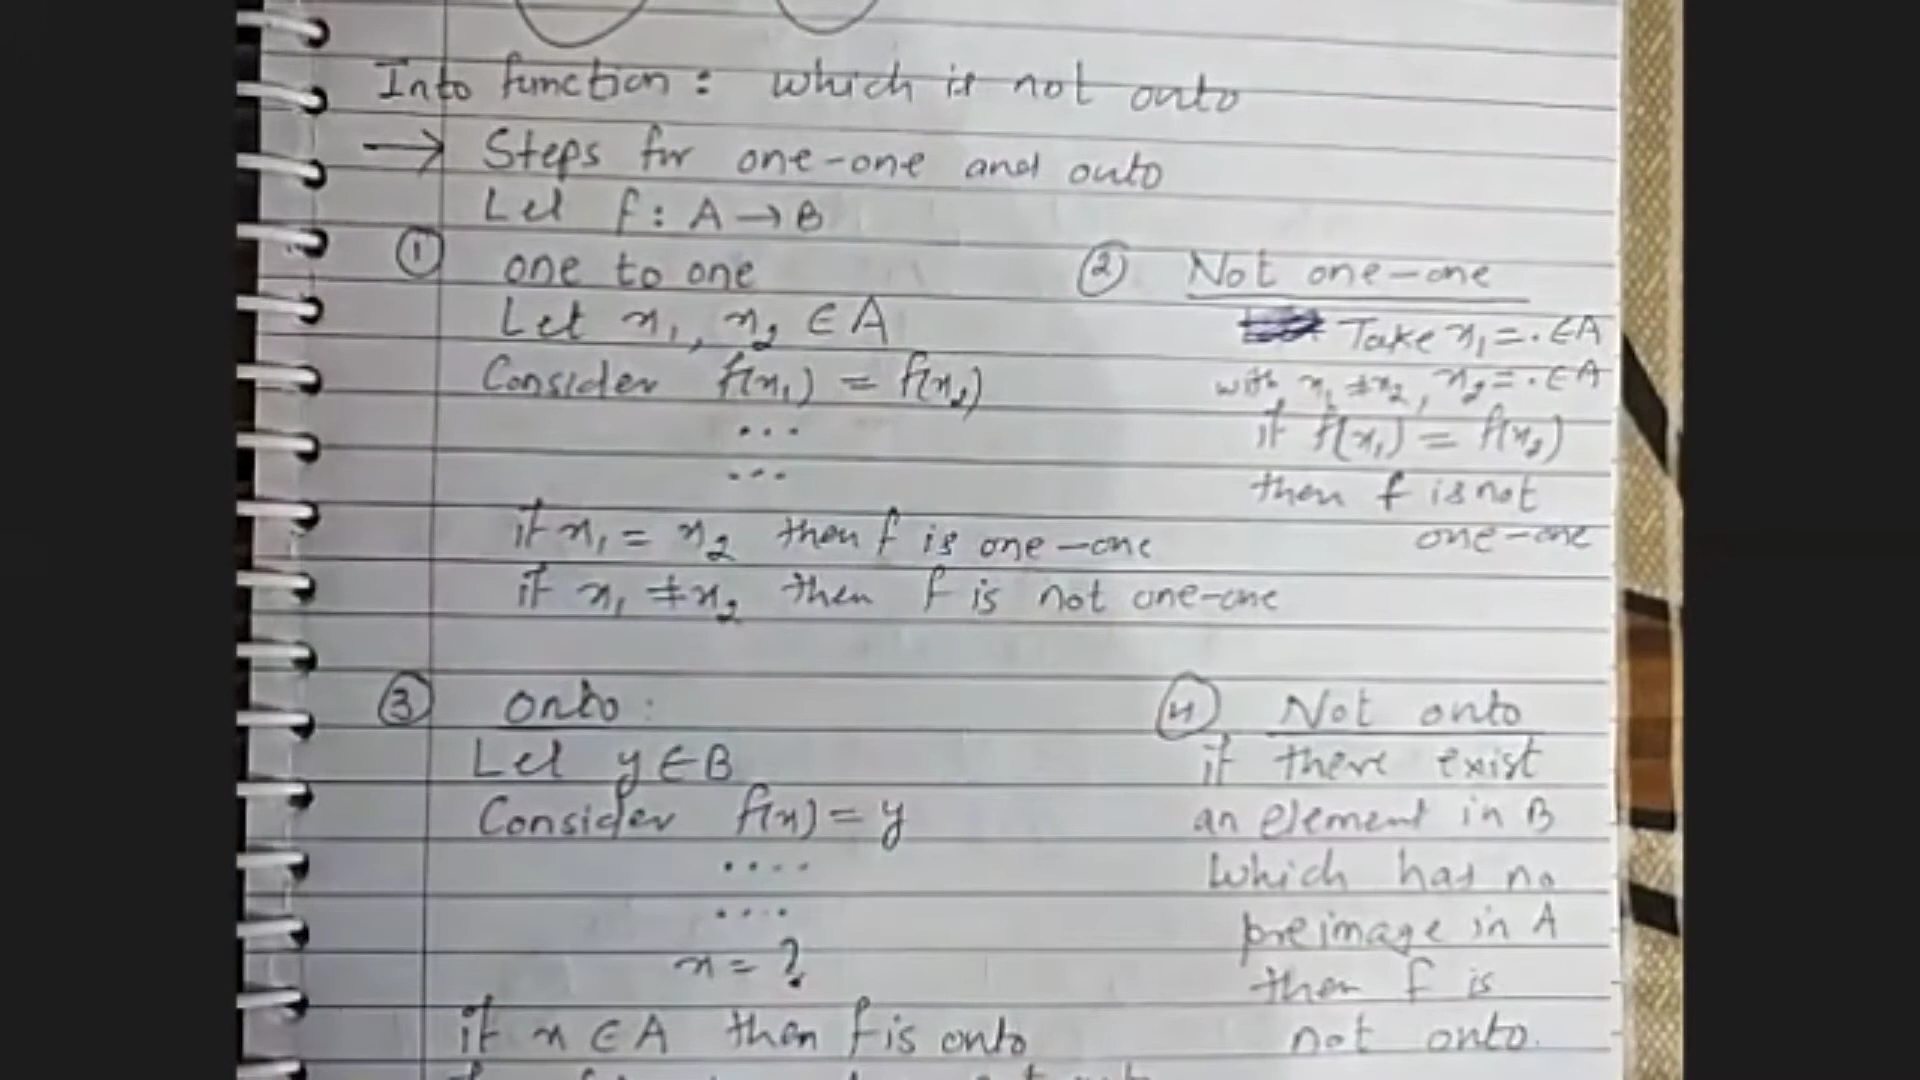 Into function : which is not onto
→ Steps for one-one and onto
Let f : A → B
① one to one
Let x₁, x₂ ∈ A
Consider f(x₁) = f(x₂)
...
...
if x₁ = x₂ then f is one-one
if x₁ ≠ x₂ then f is not one-one
② Not one-one
Take x₁ = . ∈ A
with x₁ ≠ x₂, x₂ = . ∈ A
if f(x₁) = f(x₂)
then f is not
one-one
③ onto :
Let y ∈ B
Consider f(x) = y
....
....
x = ?
if x ∈ A then f is onto
④ Not onto
if there exist
an element in B
which has no
preimage in A
then f is
not onto.